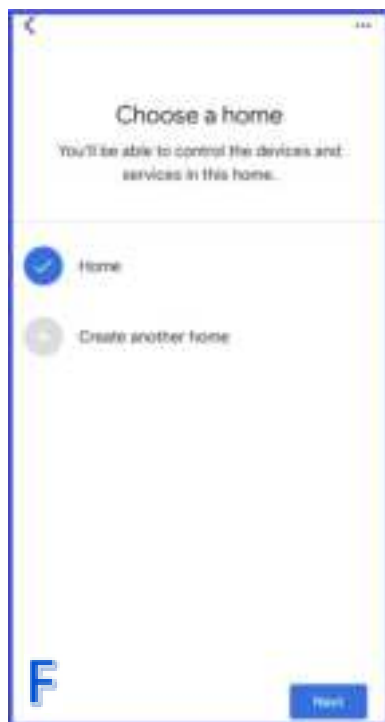 Choose a home
You'll be able to control the devices and
services in this home.
Home
Create another home
F
Next